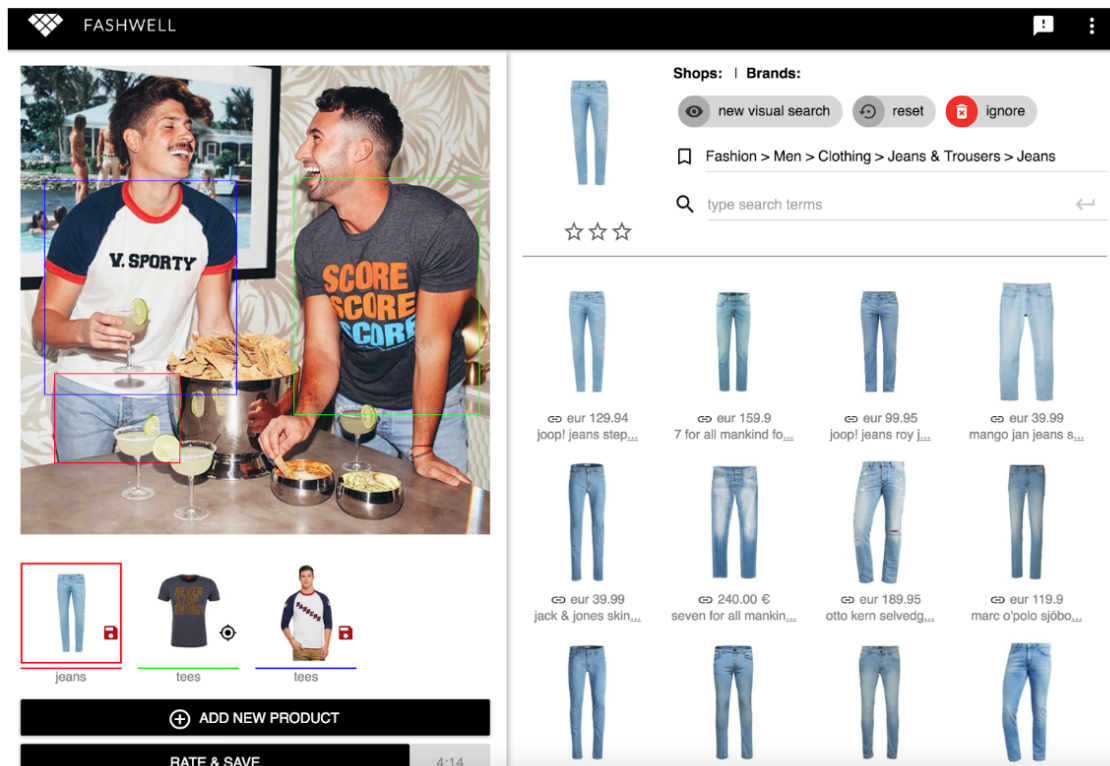 FASHWELL
V. SPORTY
SCORE
SCORE
SCORE
jeans
tees
tees
ADD NEW PRODUCT
RATE & SAVE
4:14
Shops: | Brands:
new visual search
reset
ignore
Fashion > Men > Clothing > Jeans & Trousers > Jeans
type search terms
eur 129.94
joop! jeans step...
eur 159.9
7 for all mankind fo...
eur 99.95
joop! jeans roy j...
eur 39.99
mango jan jeans s...
eur 39.99
jack & jones skin...
240.00 €
seven for all mankin...
eur 189.95
otto kern selvedg...
eur 119.9
marc o'polo sjöbo...